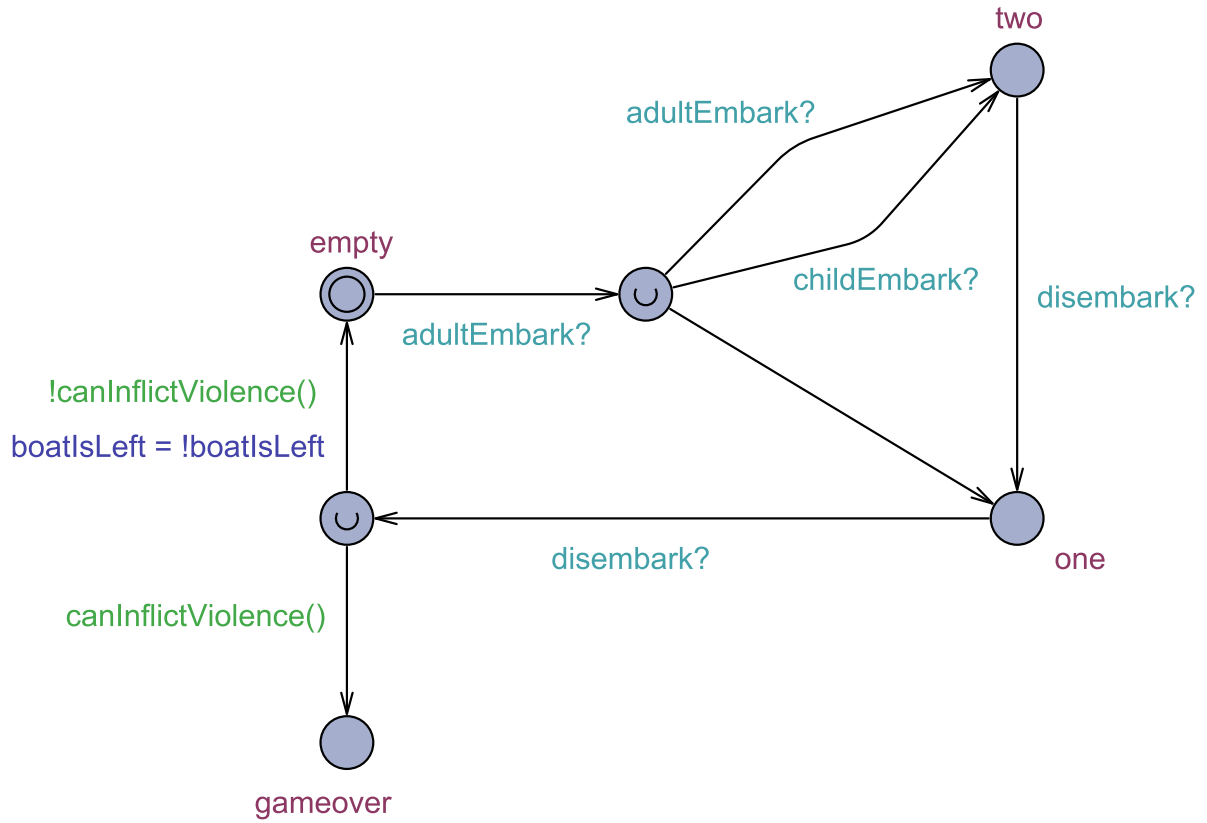 two
adultEmbark?
empty
childEmbark?
disembark?
adultEmbark?
!canInflictViolence()
boatIsLeft = !boatIsLeft
disembark?
one
canInflictViolence()
gameover